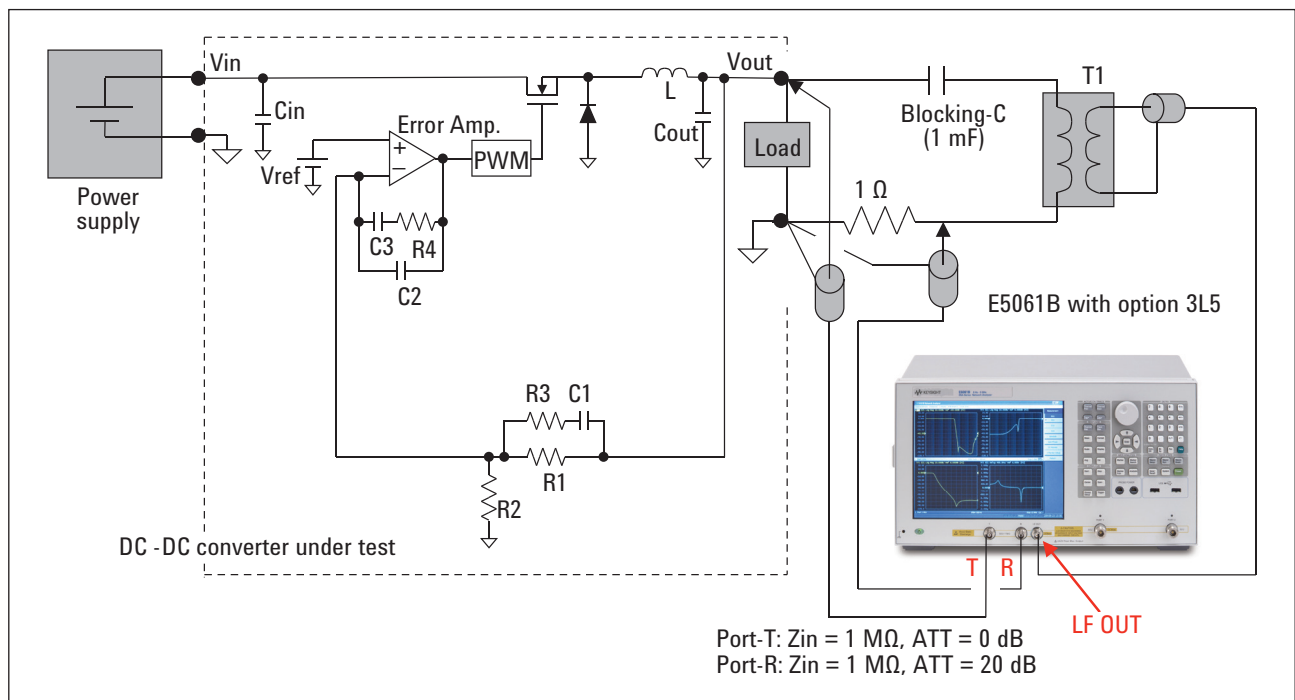 Vin
Vout
T1
Cin
L
Cout
Blocking-C
(1 mF)
Error Amp.
+
−
PWM
Load
Vref
Power
supply
1 Ω
C3
R4
C2
E5061B with option 3L5
R3
C1
R1
R2
KEYSIGHT
DC -DC converter under test
T
R
LF OUT
Port-T: Zin = 1 MΩ, ATT = 0 dB
Port-R: Zin = 1 MΩ, ATT = 20 dB